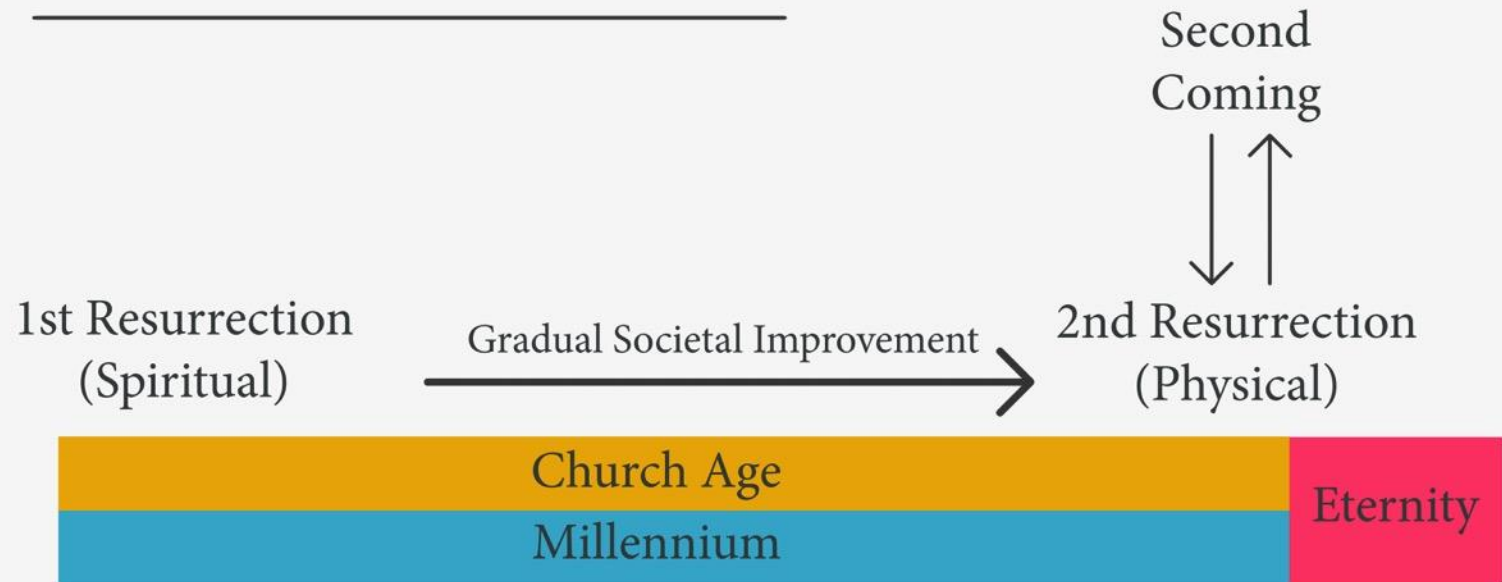 Second
Coming
1st Resurrection
(Spiritual)
Gradual Societal Improvement
2nd Resurrection
(Physical)
Church Age
Millennium
Eternity